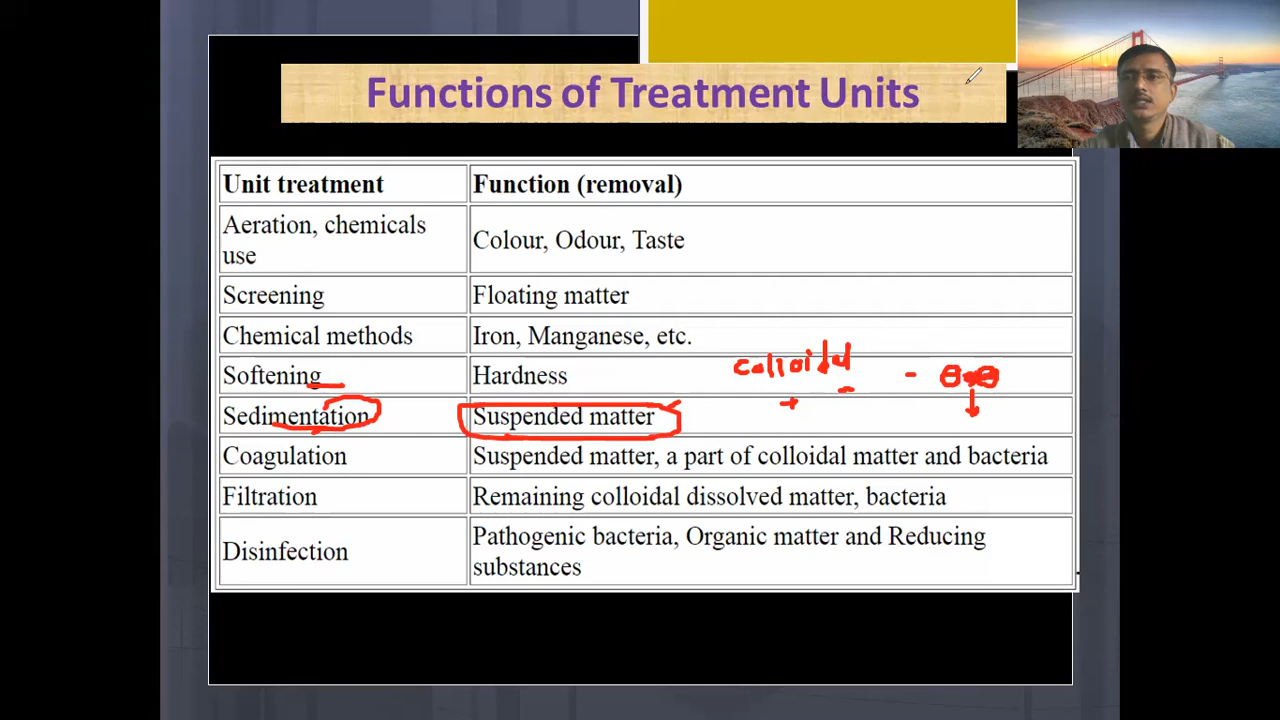 Functions of Treatment Units
Unit treatment Function (removal)
Aeration, chemicals
use
Colour, Odour, Taste
Screening Floating matter
Chemical methods Iron, Manganese, etc.
Softening Hardness
colloidal
Sedimentation Suspended matter
+ -
Coagulation Suspended matter, a part of colloidal matter and bacteria
Filtration Remaining colloidal dissolved matter, bacteria
Disinfection
Pathogenic bacteria, Organic matter and Reducing
substances